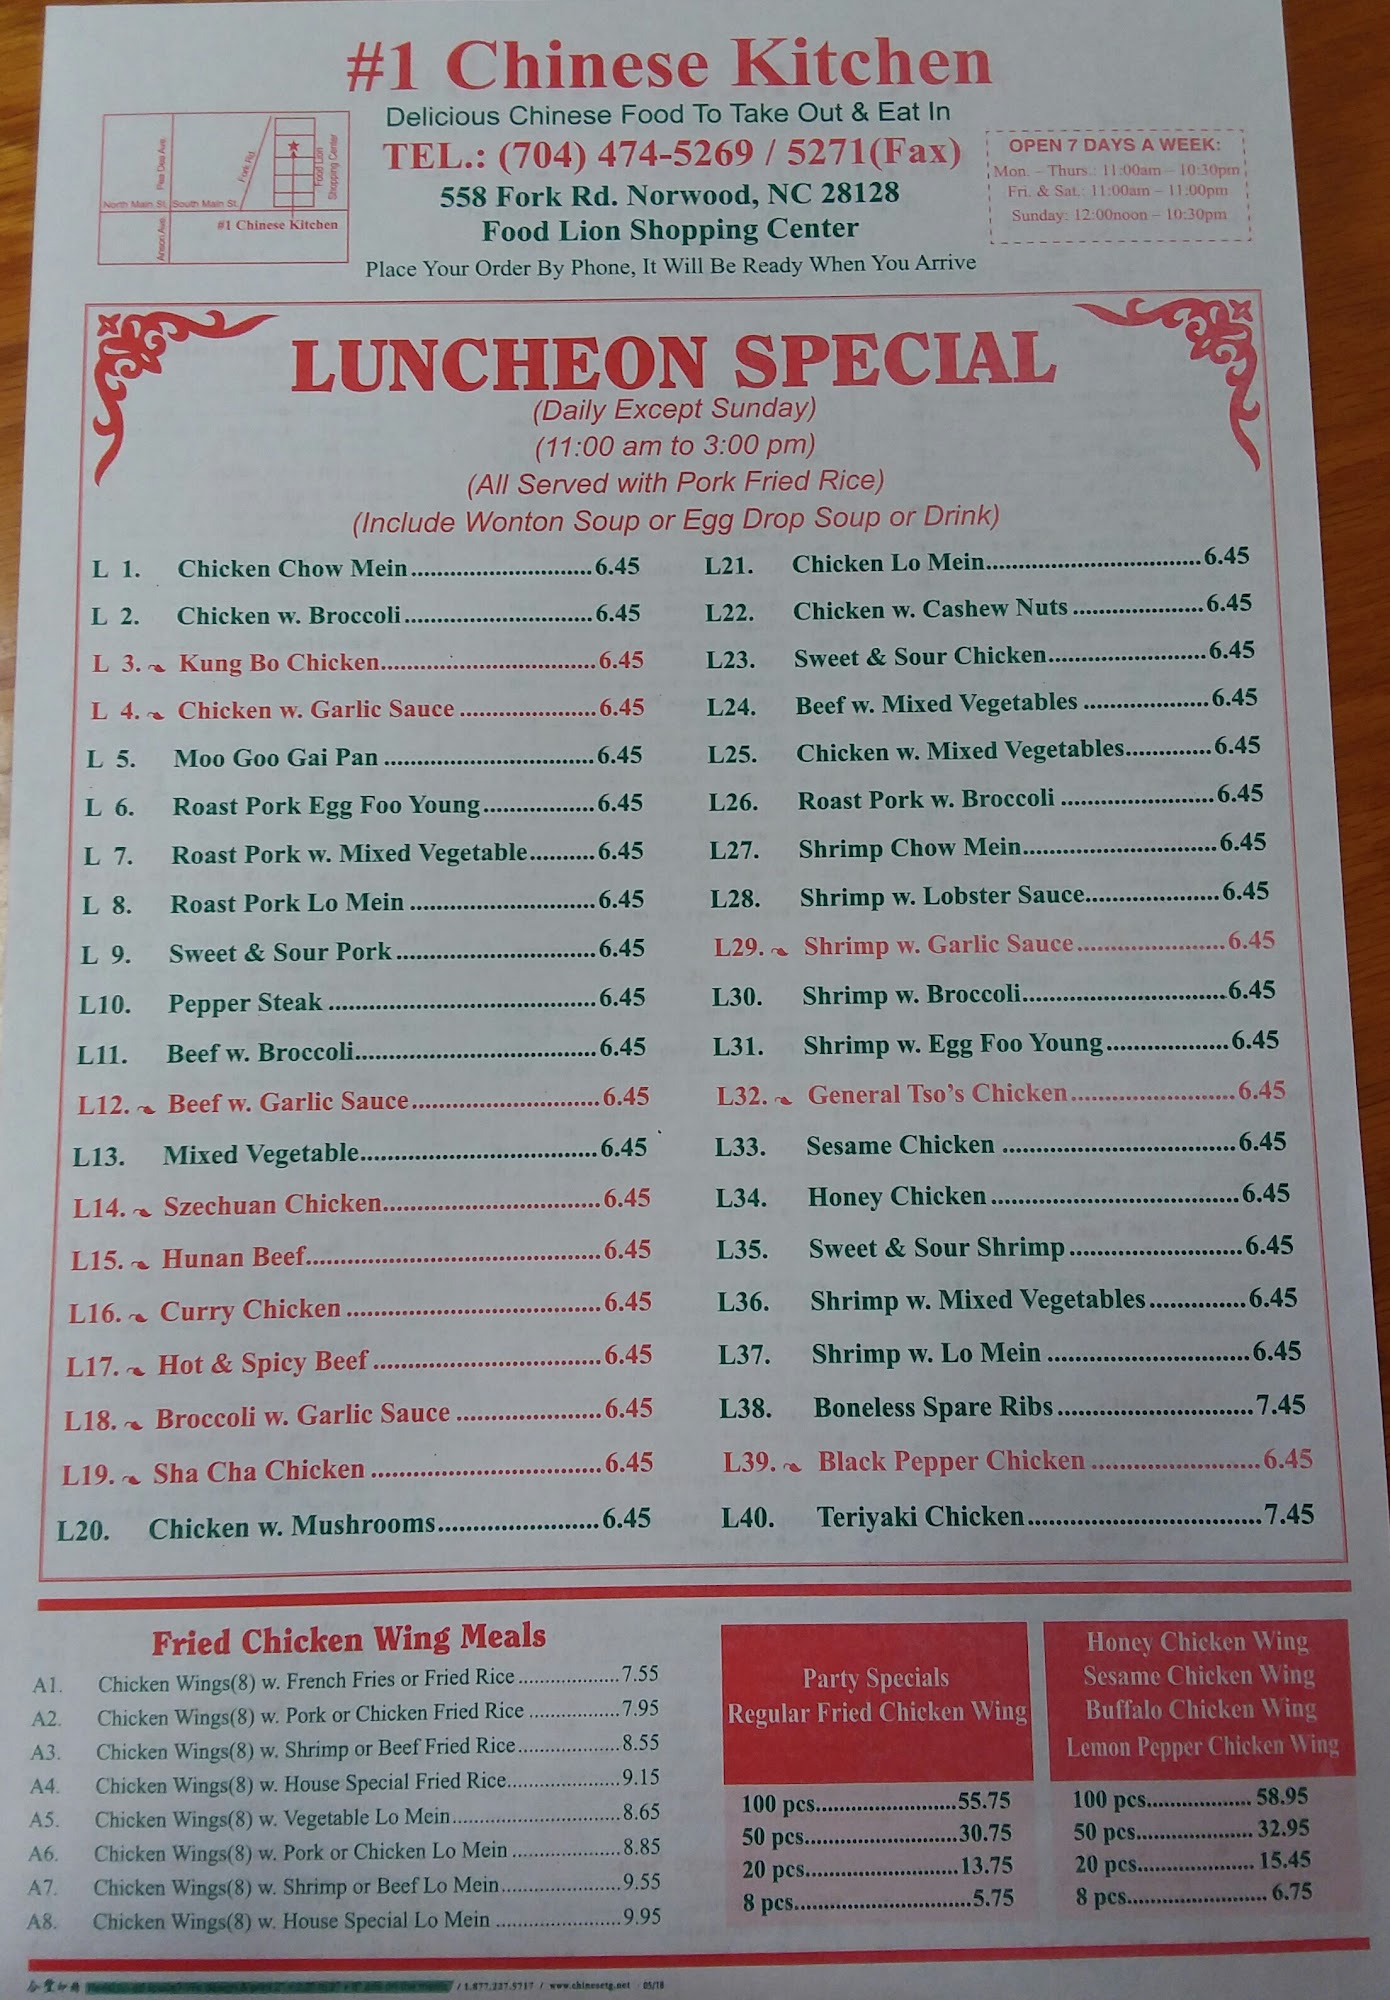 #1 Chinese Kitchen
Delicious Chinese Food To Take Out & Eat In
TEL.: (704) 474-5269 / 5271(Fax)
558 Fork Rd. Norwood, NC 28128
Food Lion Shopping Center
Place Your Order By Phone, It Will Be Ready When You Arrive
Pee Dee Ave.
Fork Rd.
Food Lion
Shopping Center
North Main St.
South Main St.
Anson Ave.
#1 Chinese Kitchen
OPEN 7 DAYS A WEEK:
Mon. – Thurs.: 11:00am – 10:30pm
Fri. & Sat.: 11:00am – 11:00pm
Sunday: 12:00noon – 10:30pm
LUNCHEON SPECIAL
(Daily Except Sunday)
(11:00 am to 3:00 pm)
(All Served with Pork Fried Rice)
(Include Wonton Soup or Egg Drop Soup or Drink)
L 1. Chicken Chow Mein 6.45
L 2. Chicken w. Broccoli 6.45
L 3. Kung Bo Chicken 6.45
L 4. Chicken w. Garlic Sauce 6.45
L 5. Moo Goo Gai Pan 6.45
L 6. Roast Pork Egg Foo Young 6.45
L 7. Roast Pork w. Mixed Vegetable 6.45
L 8. Roast Pork Lo Mein 6.45
L 9. Sweet & Sour Pork 6.45
L10. Pepper Steak 6.45
L11. Beef w. Broccoli 6.45
L12. Beef w. Garlic Sauce 6.45
L13. Mixed Vegetable 6.45
L14. Szechuan Chicken 6.45
L15. Hunan Beef 6.45
L16. Curry Chicken 6.45
L17. Hot & Spicy Beef 6.45
L18. Broccoli w. Garlic Sauce 6.45
L19. Sha Cha Chicken 6.45
L20. Chicken w. Mushrooms 6.45
L21. Chicken Lo Mein 6.45
L22. Chicken w. Cashew Nuts 6.45
L23. Sweet & Sour Chicken 6.45
L24. Beef w. Mixed Vegetables 6.45
L25. Chicken w. Mixed Vegetables 6.45
L26. Roast Pork w. Broccoli 6.45
L27. Shrimp Chow Mein 6.45
L28. Shrimp w. Lobster Sauce 6.45
L29. Shrimp w. Garlic Sauce 6.45
L30. Shrimp w. Broccoli 6.45
L31. Shrimp w. Egg Foo Young 6.45
L32. General Tso's Chicken 6.45
L33. Sesame Chicken 6.45
L34. Honey Chicken 6.45
L35. Sweet & Sour Shrimp 6.45
L36. Shrimp w. Mixed Vegetables 6.45
L37. Shrimp w. Lo Mein 6.45
L38. Boneless Spare Ribs 7.45
L39. Black Pepper Chicken 6.45
L40. Teriyaki Chicken 7.45
Fried Chicken Wing Meals
A1. Chicken Wings(8) w. French Fries or Fried Rice 7.55
A2. Chicken Wings(8) w. Pork or Chicken Fried Rice 7.95
A3. Chicken Wings(8) w. Shrimp or Beef Fried Rice 8.55
A4. Chicken Wings(8) w. House Special Fried Rice 9.15
A5. Chicken Wings(8) w. Vegetable Lo Mein 8.65
A6. Chicken Wings(8) w. Pork or Chicken Lo Mein 8.85
A7. Chicken Wings(8) w. Shrimp or Beef Lo Mein 9.55
A8. Chicken Wings(8) w. House Special Lo Mein 9.95
Party Specials
Regular Fried Chicken Wing
100 pcs. 55.75
50 pcs. 30.75
20 pcs. 13.75
8 pcs. 5.75
Honey Chicken Wing
Sesame Chicken Wing
Buffalo Chicken Wing
Lemon Pepper Chicken Wing
100 pcs. 58.95
50 pcs. 32.95
20 pcs. 15.45
8 pcs. 6.75
/ 1.877.227.5717 / www.chinesetg.net - 05/18